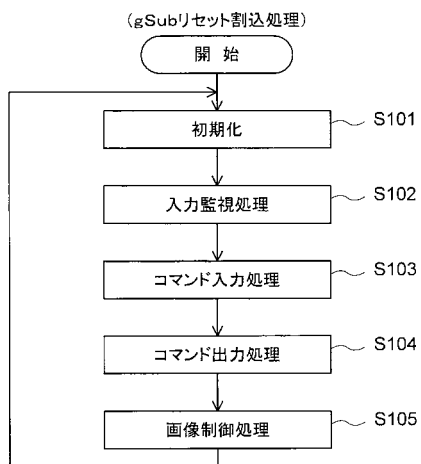 (gSubリセット割込処理)
開 始
初期化
S101
入力監視処理
S102
コマンド入力処理
S103
コマンド出力処理
S104
画像制御処理
S105